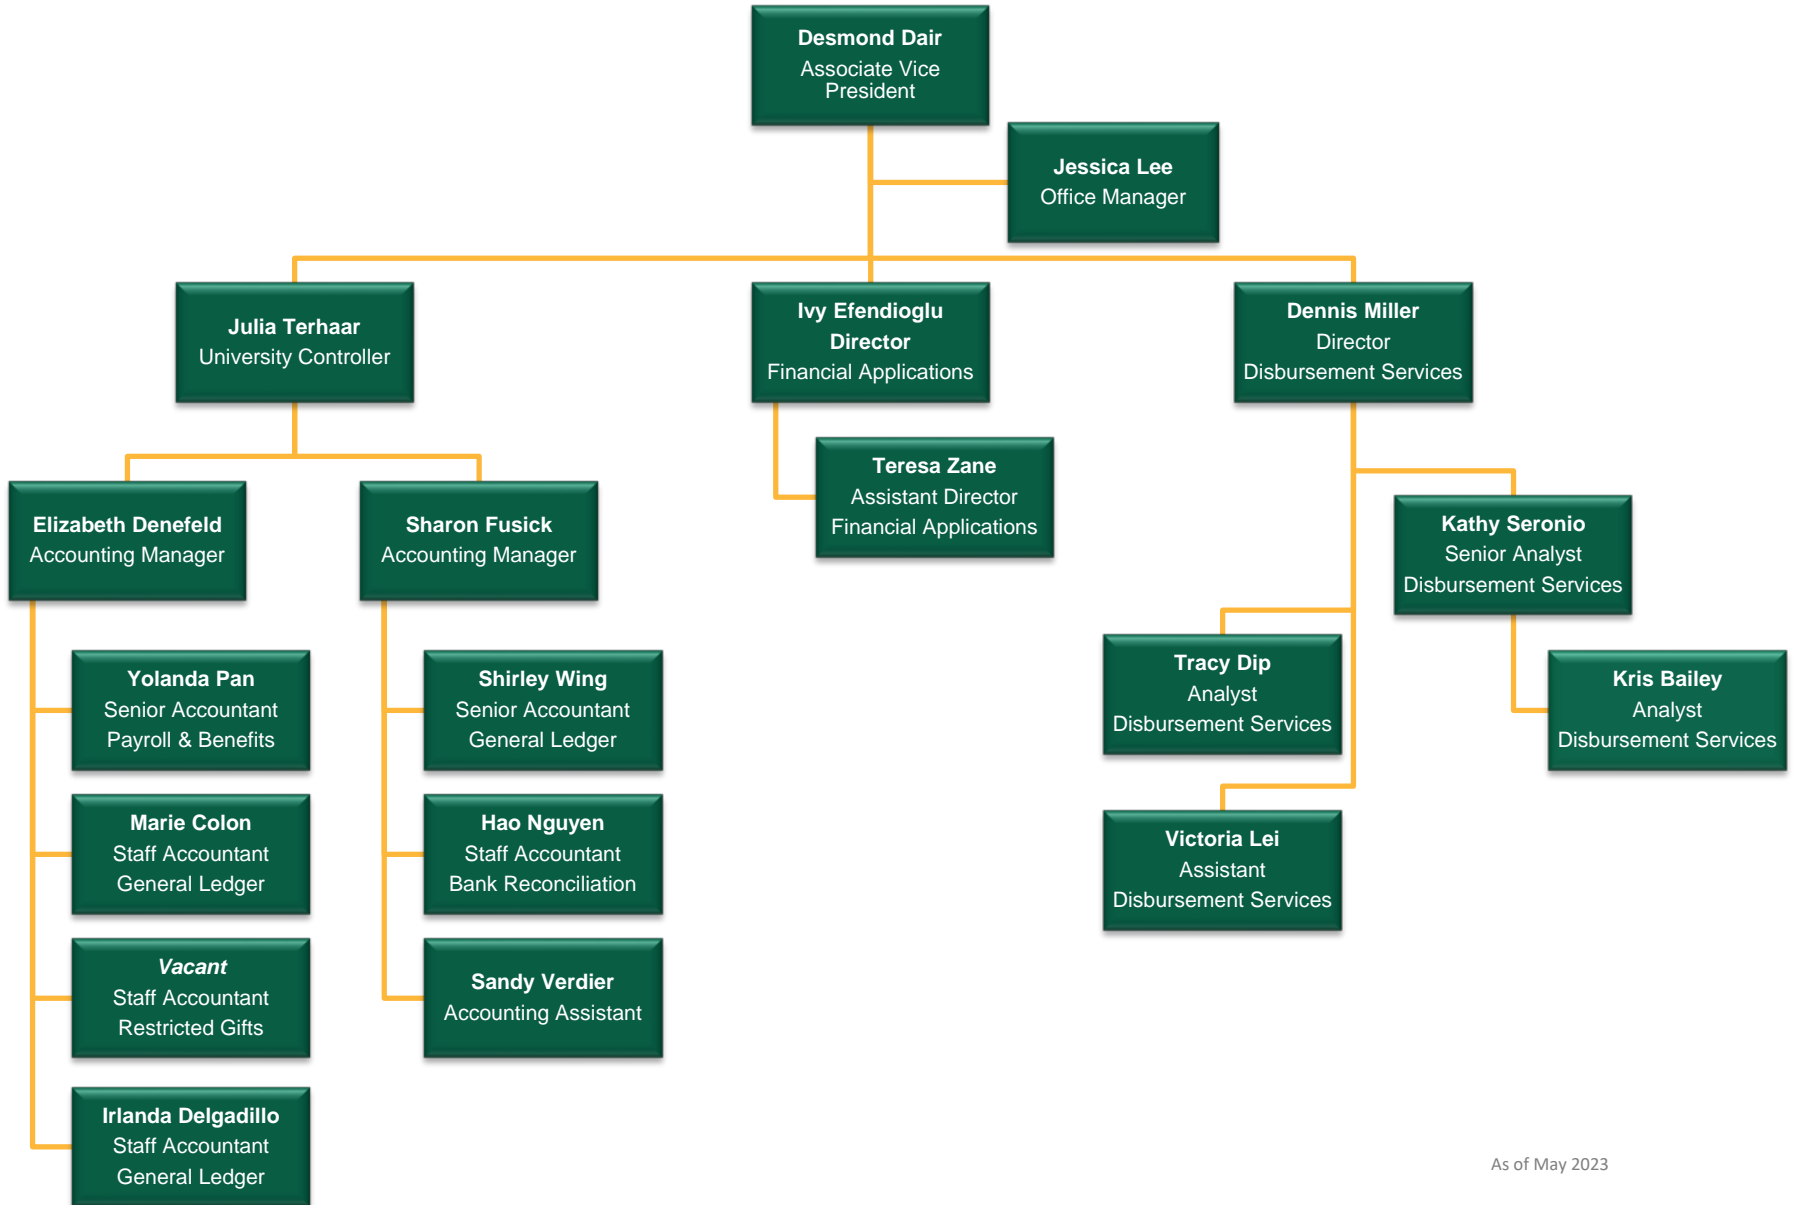 Desmond Dair
Associate Vice
President
Jessica Lee
Office Manager
Julia Terhaar
University Controller
Ivy Efendioglu
Director
Financial Applications
Dennis Miller
Director
Disbursement Services
Teresa Zane
Assistant Director
Financial Applications
Elizabeth Denefeld
Accounting Manager
Sharon Fusick
Accounting Manager
Kathy Seronio
Senior Analyst
Disbursement Services
Tracy Dip
Analyst
Disbursement Services
Kris Bailey
Analyst
Disbursement Services
Yolanda Pan
Senior Accountant
Payroll & Benefits
Shirley Wing
Senior Accountant
General Ledger
Marie Colon
Staff Accountant
General Ledger
Hao Nguyen
Staff Accountant
Bank Reconciliation
Victoria Lei
Assistant
Disbursement Services
Vacant
Staff Accountant
Restricted Gifts
Sandy Verdier
Accounting Assistant
Irlanda Delgadillo
Staff Accountant
General Ledger
As of May 2023